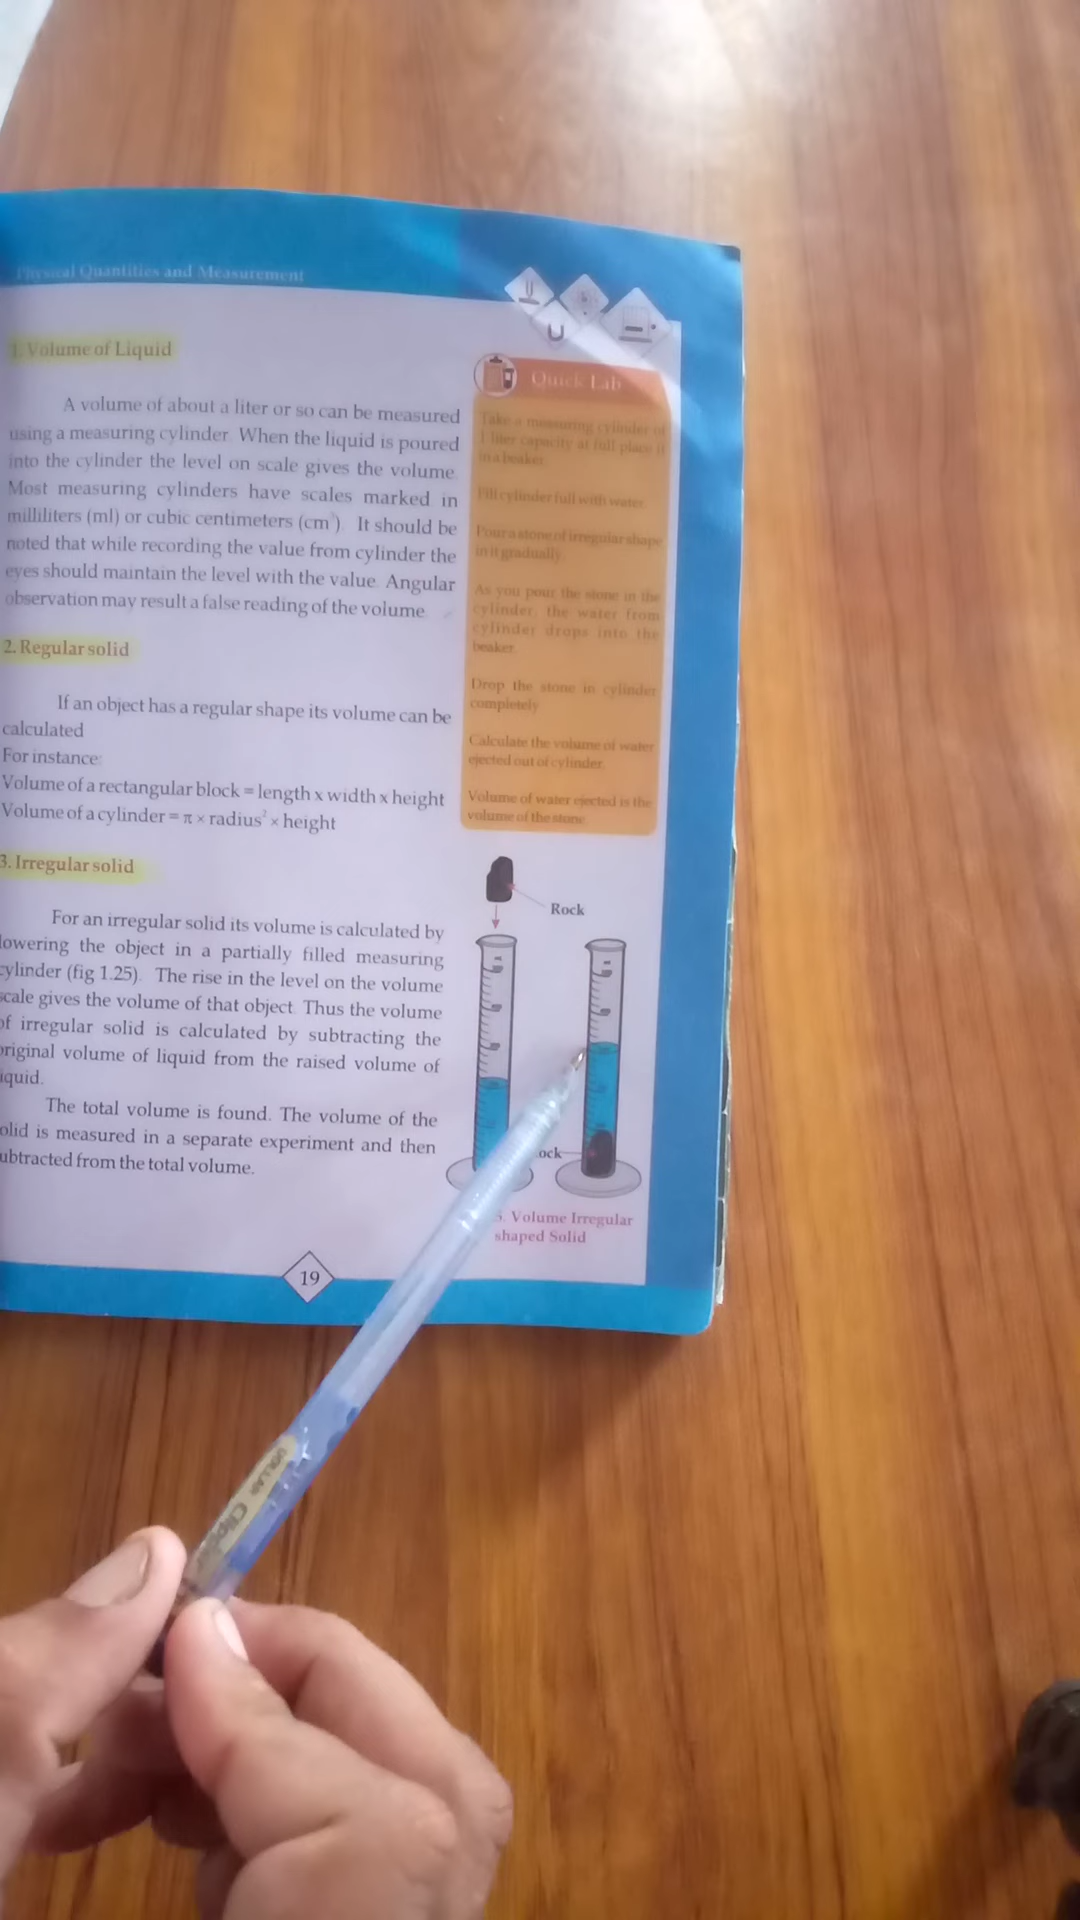 Physical Quantities and Measurement
1. Volume of Liquid
A volume of about a liter or so can be measured
using a measuring cylinder. When the liquid is poured
into the cylinder the level on scale gives the volume.
Most measuring cylinders have scales marked in
milliliters (ml) or cubic centimeters (cm³). It should be
noted that while recording the value from cylinder the
eyes should maintain the level with the value. Angular
observation may result a false reading of the volume.
2. Regular solid
If an object has a regular shape its volume can be
calculated
For instance:
Volume of a rectangular block = length x width x height
Volume of a cylinder = π × radius² × height
3. Irregular solid
For an irregular solid its volume is calculated by
lowering the object in a partially filled measuring
cylinder (fig 1.25). The rise in the level on the volume
scale gives the volume of that object. Thus the volume
of irregular solid is calculated by subtracting the
original volume of liquid from the raised volume of
liquid.
The total volume is found. The volume of the
solid is measured in a separate experiment and then
subtracted from the total volume.
Quick Lab
Take a measuring cylinder of
1 liter capacity at full place it
in a beaker.
Fill cylinder full with water.
Pour a stone of irregular shape
in it gradually.
As you pour the stone in the
cylinder, the water from
cylinder drops into the
beaker.
Drop the stone in cylinder
completely
Calculate the volume of water
ejected out of cylinder.
Volume of water ejected is the
volume of the stone.
Rock
ock
5. Volume Irregular
shaped Solid
19
DOLLAR Clipper